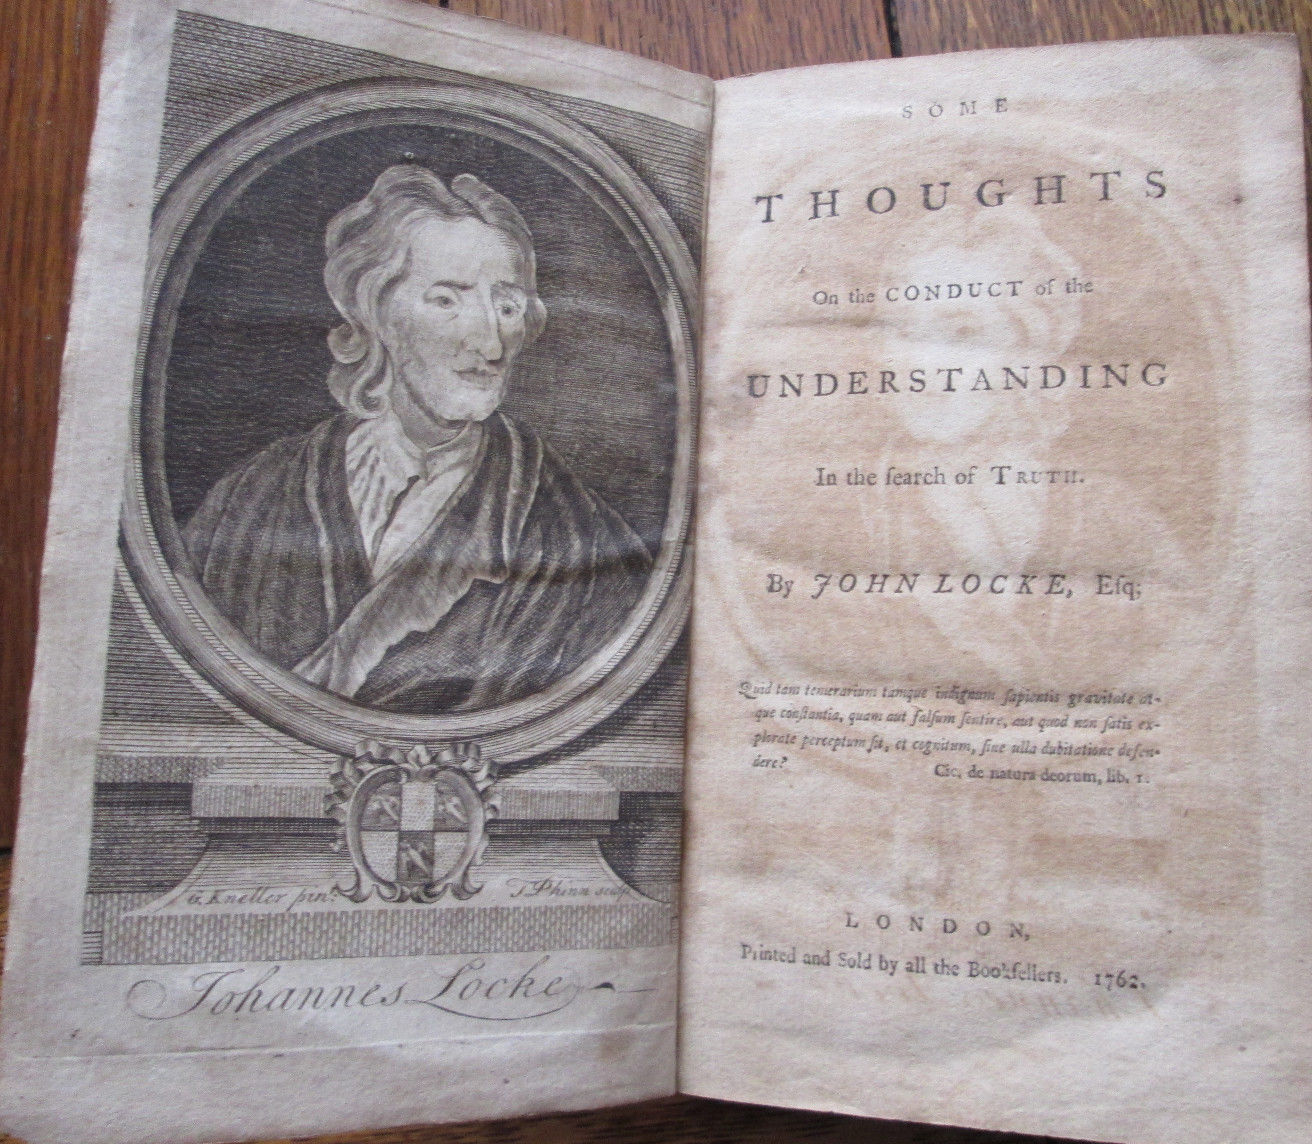 G. Kneller pinx.t
J. Phinn sculp
Johannes Locke
SOME
THOUGHTS
On the CONDUCT of the
UNDERSTANDING
In the ſearch of TRUTH.
By JOHN LOCKE, Eſq;
Quid tam temerarium tamque indignum ſapientis gravitate at-
que conſtantia, quam aut falſum ſentire, aut quod non ſatis ex-
plorate perceptum ſit, et cognitum, ſine ulla dubitatione defen-
dere?  Cic. de natura deorum, lib. 1.
LONDON,
Printed and Sold by all the Bookſellers. 1762.